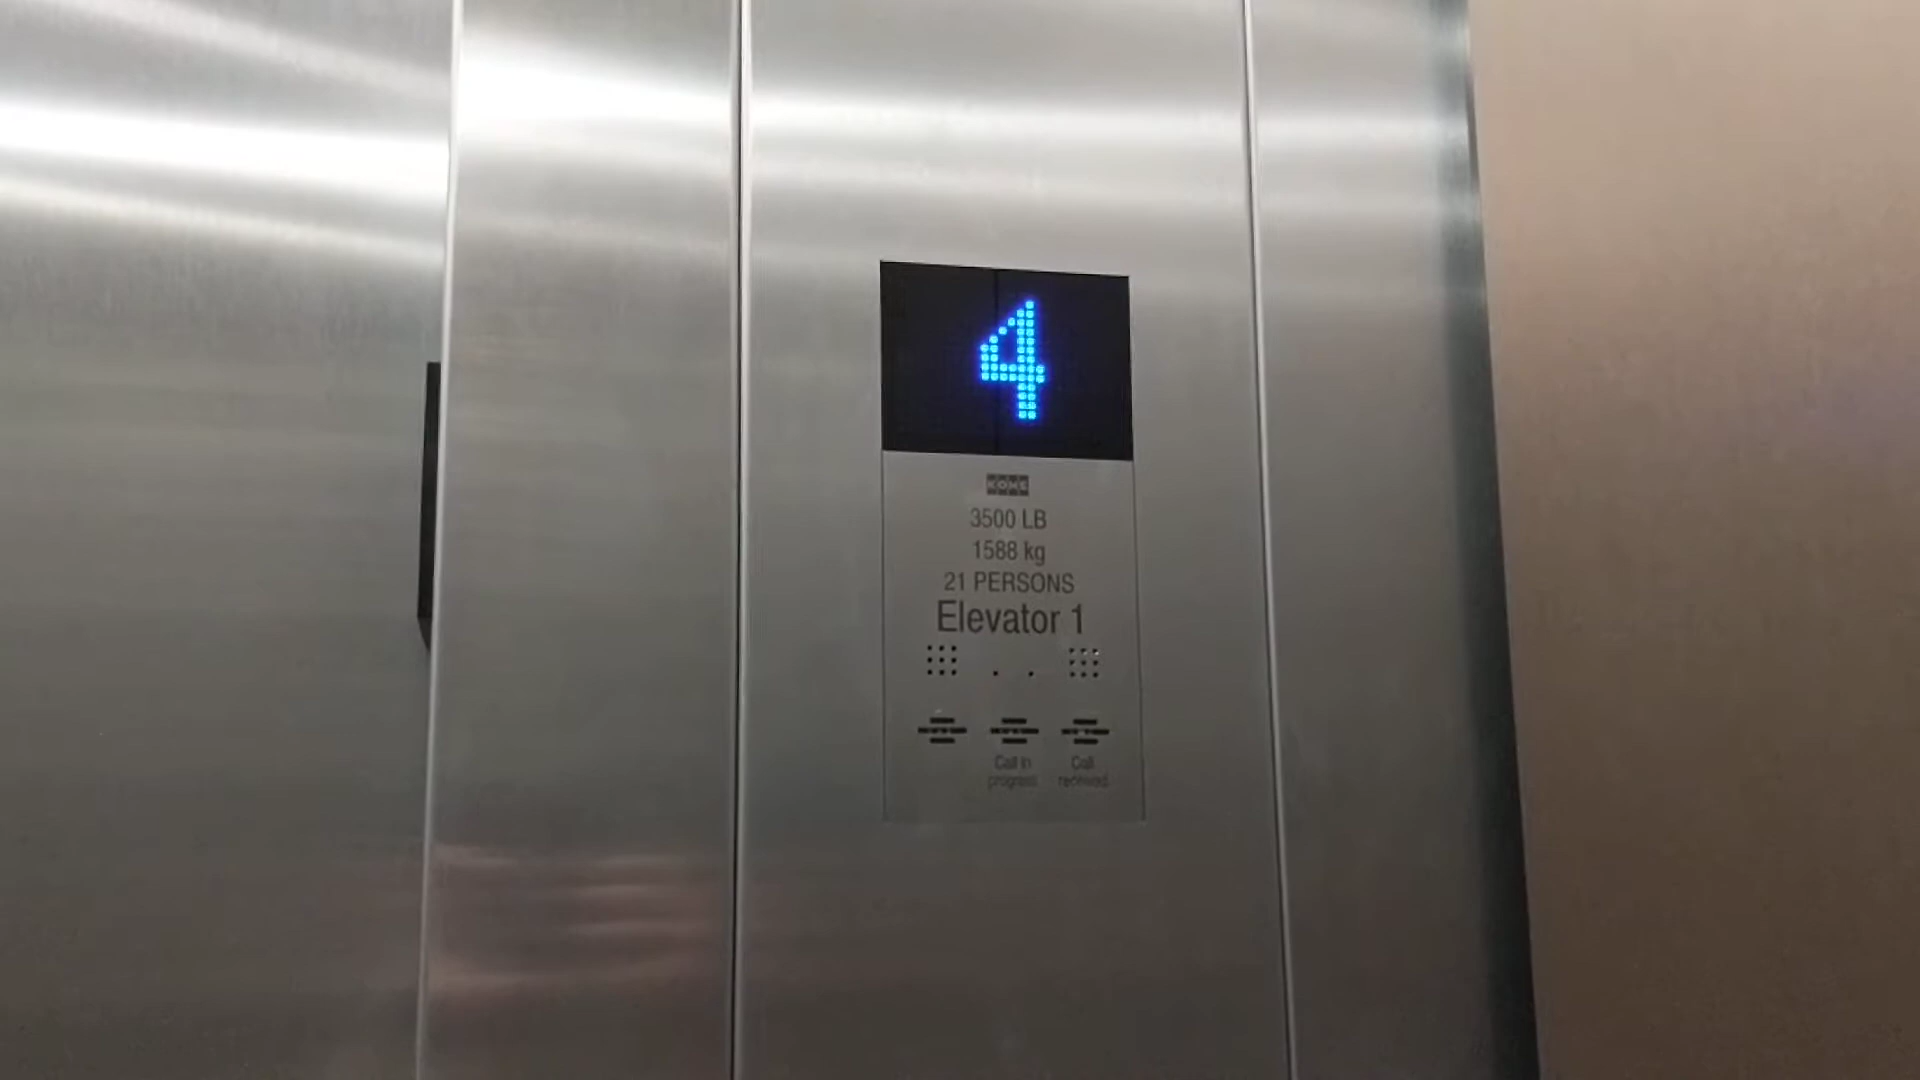 4
KONE
3500 LB
1588 kg
21 PERSONS
Elevator 1
Call in
progress
Call
received